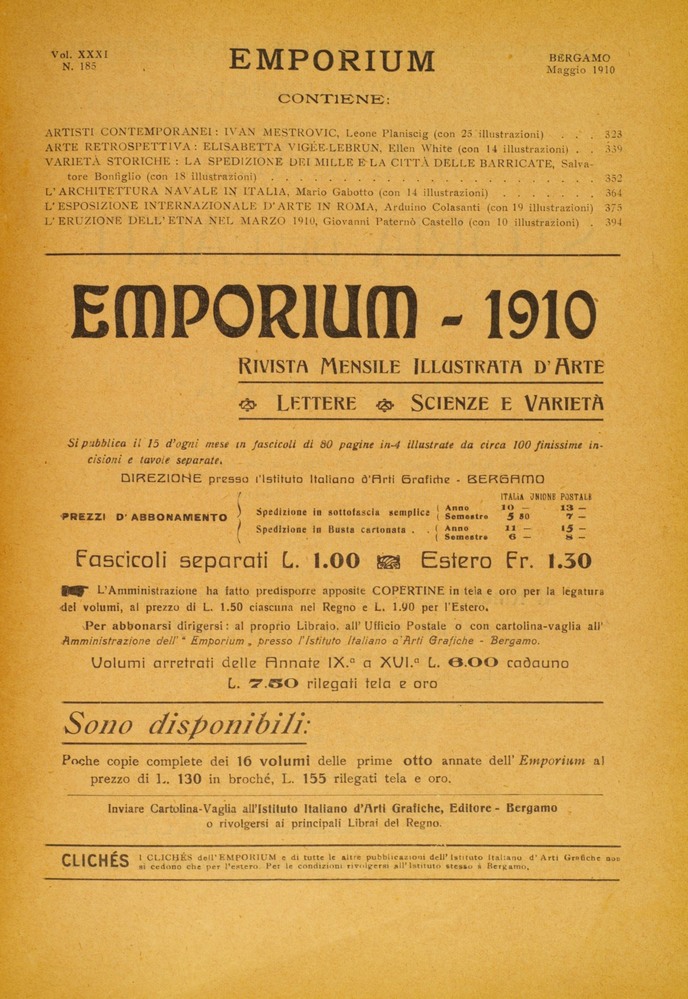 Vol. XXXI
N. 185
EMPORIUM
BERGAMO
Maggio 1910
CONTIENE:
ARTISTI CONTEMPORANEI: IVAN MESTROVIC, Leone Planiscig (con 25 illustrazioni) . . . 323
ARTE RETROSPETTIVA: ELISABETTA VIGÉE-LEBRUN, Ellen White (con 14 illustrazioni) . . 339
VARIETÀ STORICHE: LA SPEDIZIONE DEI MILLE E LA CITTÀ DELLE BARRICATE, Salva-
tore Bonfiglio (con 18 illustrazioni) . . . . . . . . . . . . . . . . . . . . . . . 352
L'ARCHITETTURA NAVALE IN ITALIA, Mario Gabotto (con 14 illustrazioni) . . . . . . . 364
L'ESPOSIZIONE INTERNAZIONALE D'ARTE IN ROMA, Arduino Colasanti (con 19 illustrazioni) 375
L'ERUZIONE DELL'ETNA NEL MARZO 1910, Giovanni Paternò Castello (con 10 illustrazioni) . 394
EMPORIUM - 1910
RIVISTA MENSILE ILLUSTRATA D'ARTE
LETTERE SCIENZE E VARIETÀ
Si pubblica il 15 d'ogni mese in fascicoli di 80 pagine in-4 illustrate da circa 100 finissime in-
cisioni e tavole separate.
DIREZIONE presso l'Istituto Italiano d'Arti Grafiche - BERGAMO
ITALIA UNIONE POSTALE
PREZZI D'ABBONAMENTO
Spedizione in sottofascia semplice
Anno 10 — 13 —
Semestre 5 50 7 —
Spedizione in Busta cartonata . .
Anno 11 — 15 —
Semestre 6 — 8 —
Fascicoli separati L. 1.00 Estero Fr. 1.30
L'Amministrazione ha fatto predisporre apposite COPERTINE in tela e oro per la legatura
dei volumi, al prezzo di L. 1.50 ciascuna nel Regno e L. 1.90 per l'Estero.
Per abbonarsi dirigersi: al proprio Libraio, all'Ufficio Postale o con cartolina-vaglia all'
Amministrazione dell' "Emporium„ presso l'Istituto Italiano d'Arti Grafiche - Bergamo.
Volumi arretrati delle Annate IX.ª a XVI.ª L. 6.00 caduno
L. 7.50 rilegati tela e oro
Sono disponibili:
Poche copie complete dei 16 volumi delle prime otto annate dell'Emporium al
prezzo di L. 130 in broché, L. 155 rilegati tela e oro.
Inviare Cartolina-Vaglia all'Istituto Italiano d'Arti Grafiche, Editore - Bergamo
o rivolgersi ai principali Librai del Regno.
CLICHÉS
I CLICHÉS dell'EMPORIUM e di tutte le altre pubblicazioni dell'Istituto Italiano d'Arti Grafiche non
si cedono che per l'estero. Per le condizioni rivolgersi all'Istituto stesso à Bergamo,